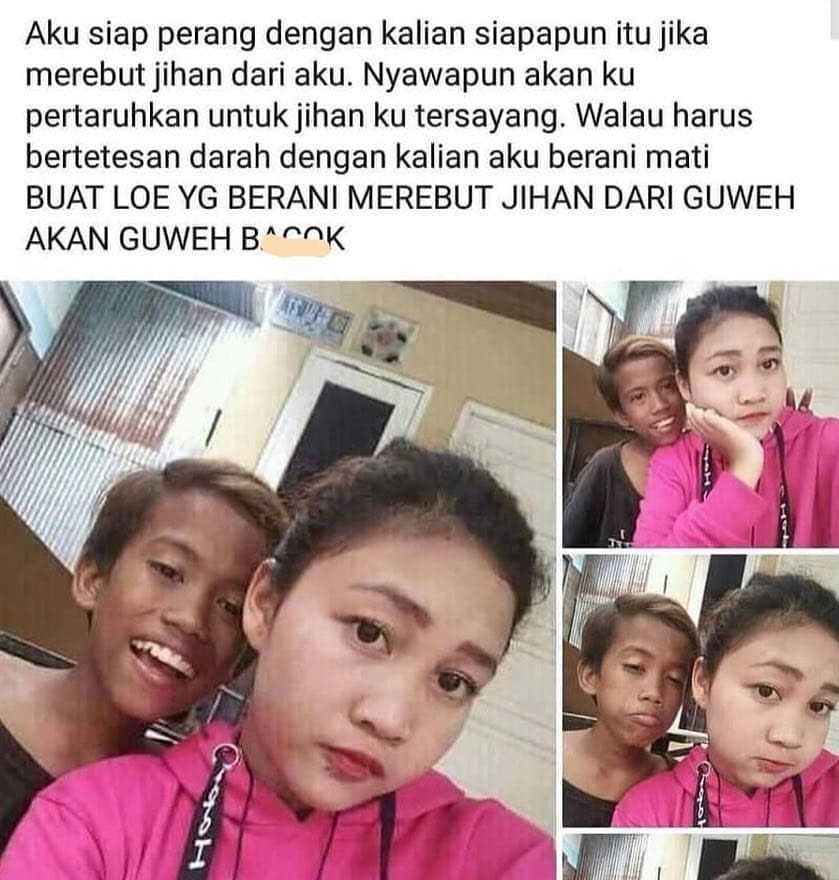 Aku siap perang dengan kalian siapapun itu jika
merebut jihan dari aku. Nyawapun akan ku
pertaruhkan untuk jihan ku tersayang. Walau harus
bertetesan darah dengan kalian aku berani mati
BUAT LOE YG BERANI MEREBUT JIHAN DARI GUWEH
AKAN GUWEH BACOK